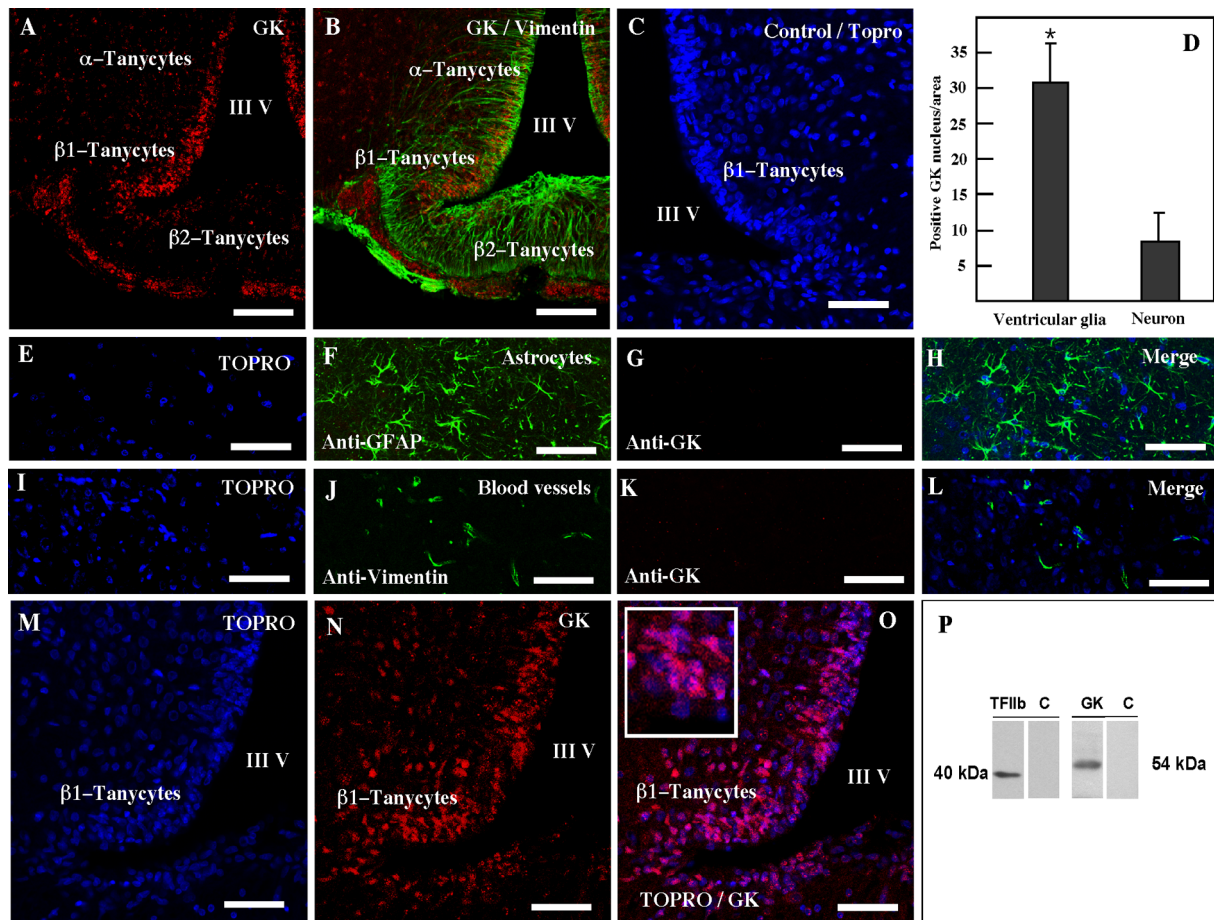 A
GK
α–Tanycytes
III V
β1–Tanycytes
β2–Tanycytes
B
GK / Vimentin
α–Tanycytes
III V
β1–Tanycytes
β2–Tanycytes
C
Control / Topro
β1–Tanycytes
III V
D
Positive GK nucleus/area
35
30
25
20
15
10
5
*
Ventricular glia
Neuron
E
TOPRO
F
Astrocytes
Anti-GFAP
G
Anti-GK
H
Merge
I
TOPRO
J
Blood vessels
Anti-Vimentin
K
Anti-GK
L
Merge
M
TOPRO
III V
β1–Tanycytes
N
GK
III V
β1–Tanycytes
O
III V
β1–Tanycytes
TOPRO / GK
P
TFIIb C GK C
40 kDa
54 kDa